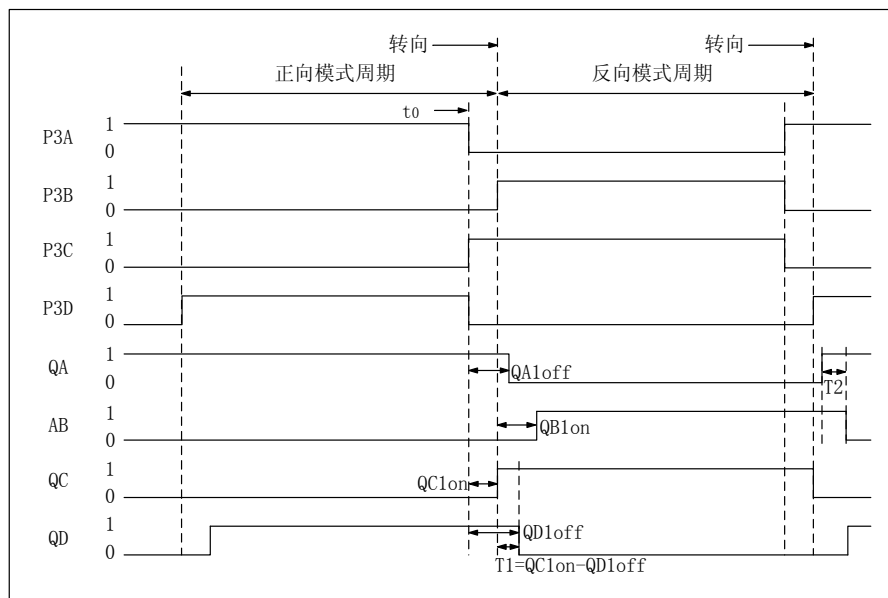 转向 转向
正向模式周期 反向模式周期
t0
P3A 1 0
P3B 1 0
P3C 1 0
P3D 1 0
QA 1 0 QA1off T2
AB 1 0 QB1on
QC 1 0 QC1on
QD 1 0 QD1off
T1=QC1on-QD1off